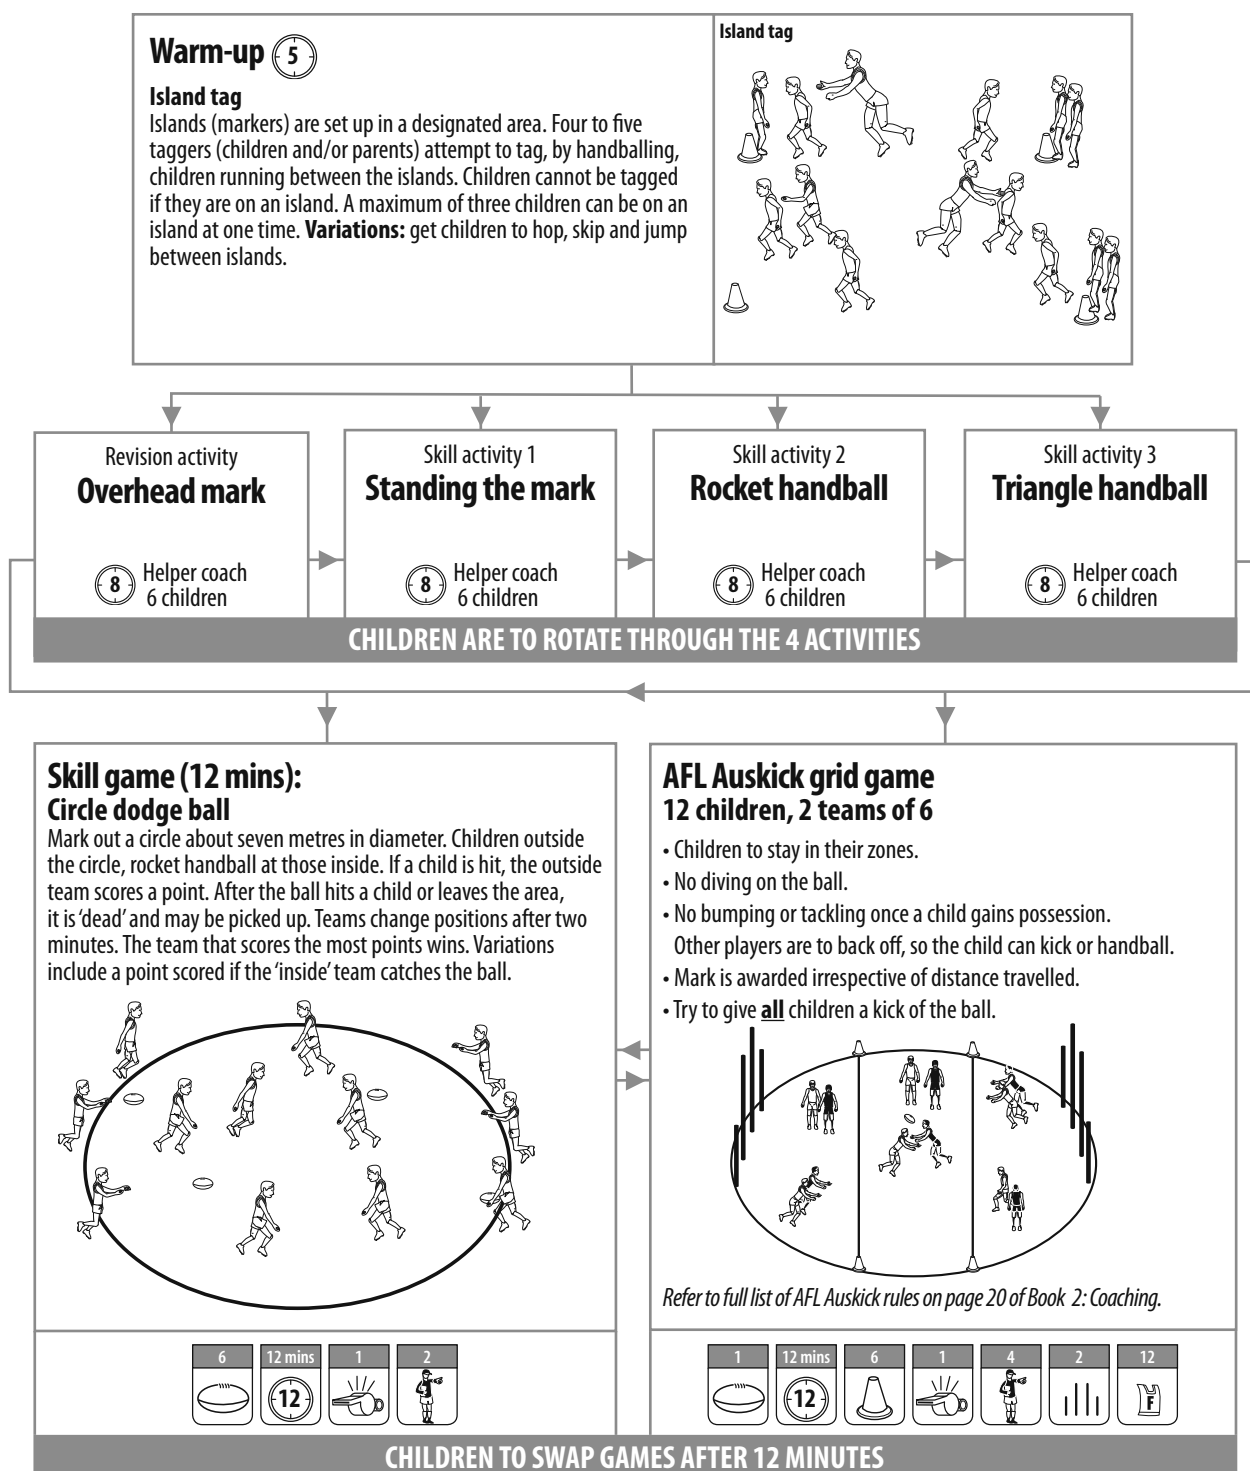 Warm-up 5
Island tag
Islands (markers) are set up in a designated area. Four to five
taggers (children and/or parents) attempt to tag, by handballing,
children running between the islands. Children cannot be tagged
if they are on an island. A maximum of three children can be on an
island at one time. Variations: get children to hop, skip and jump
between islands.
Island tag
Revision activity
Overhead mark
8 Helper coach
6 children
Skill activity 1
Standing the mark
8 Helper coach
6 children
Skill activity 2
Rocket handball
8 Helper coach
6 children
Skill activity 3
Triangle handball
8 Helper coach
6 children
CHILDREN ARE TO ROTATE THROUGH THE 4 ACTIVITIES
Skill game (12 mins):
Circle dodge ball
Mark out a circle about seven metres in diameter. Children outside
the circle, rocket handball at those inside. If a child is hit, the outside
team scores a point. After the ball hits a child or leaves the area,
it is 'dead' and may be picked up. Teams change positions after two
minutes. The team that scores the most points wins. Variations
include a point scored if the 'inside' team catches the ball.
6 12 mins 1 2
12
AFL Auskick grid game
12 children, 2 teams of 6
• Children to stay in their zones.
• No diving on the ball.
• No bumping or tackling once a child gains possession.
Other players are to back off, so the child can kick or handball.
• Mark is awarded irrespective of distance travelled.
• Try to give all children a kick of the ball.
Refer to full list of AFL Auskick rules on page 20 of Book 2: Coaching.
1 12 mins 6 1 4 2 12
12 F
CHILDREN TO SWAP GAMES AFTER 12 MINUTES